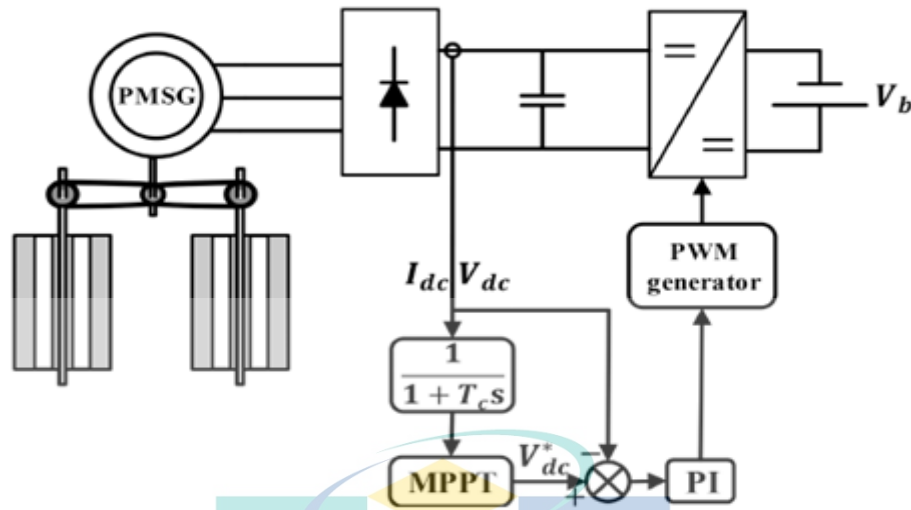 PMSG
V_b
PWM
generator
I_dc V_dc
1
1 + T_c s
V*_dc
−
+
MPPT
PI